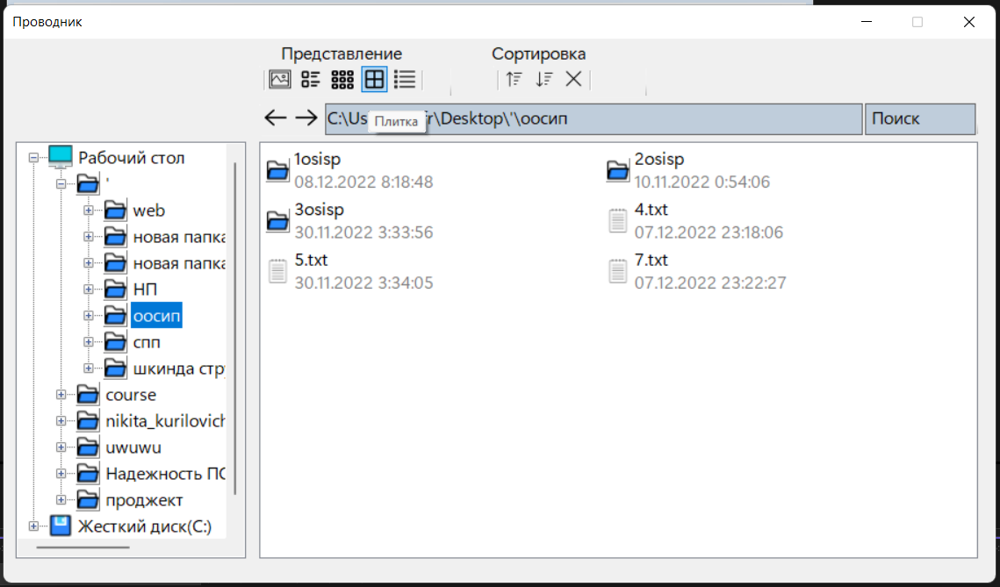 Проводник
Представление
Сортировка
C:\Us r\Desktop\'\оосип
Плитка
Поиск
Рабочий стол
'
web
новая папка
новая папка
НП
оосип
спп
шкинда стр
course
nikita_kurilovich
uwuwu
Надежность ПО
проджект
Жесткий диск(C:)
1osisp
08.12.2022 8:18:48
2osisp
10.11.2022 0:54:06
3osisp
30.11.2022 3:33:56
4.txt
07.12.2022 23:18:06
5.txt
30.11.2022 3:34:05
7.txt
07.12.2022 23:22:27